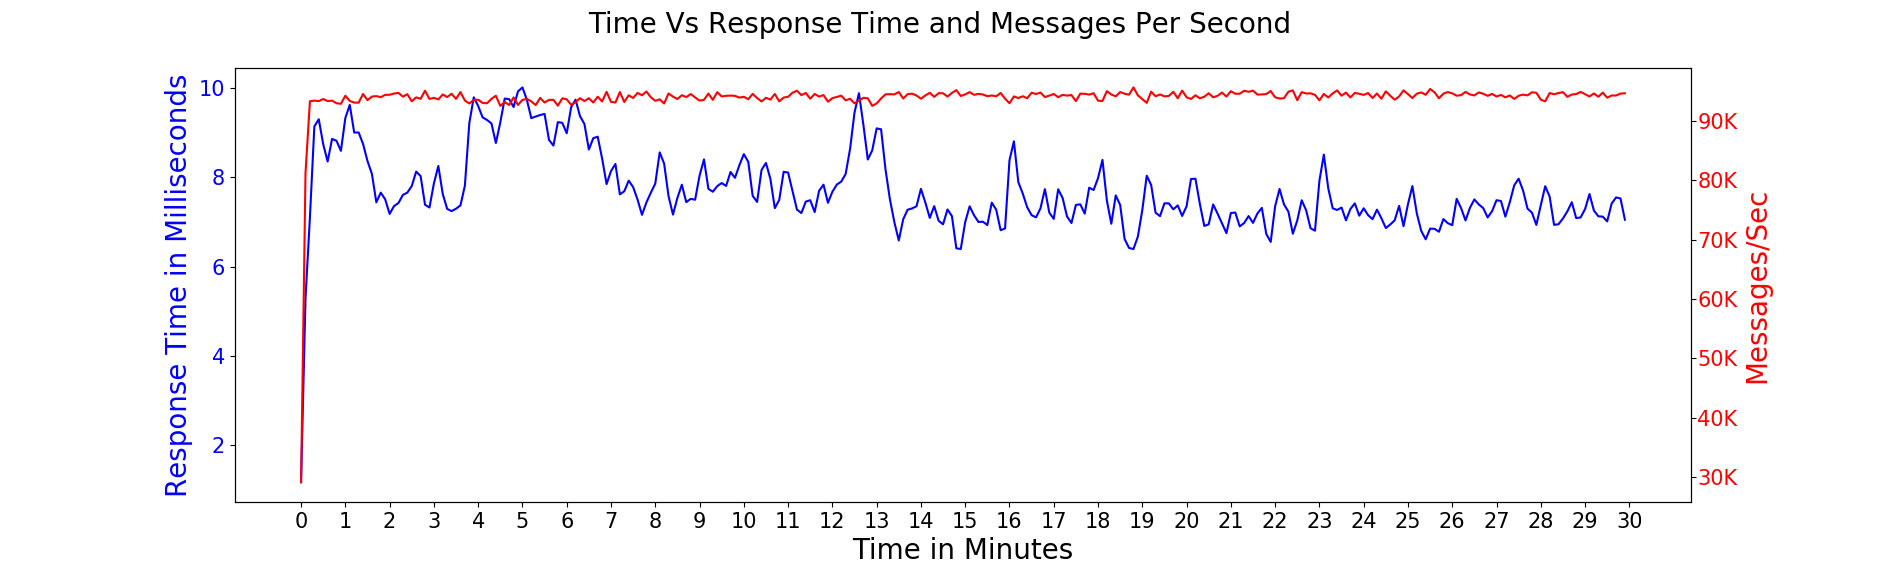 Time Vs Response Time and Messages Per Second
Response Time in Milliseconds
10
8
6
4
2
90K
80K
70K
60K
50K
40K
30K
Messages/Sec
0 1 2 3 4 5 6 7 8 9 10 11 12 13 14 15 16 17 18 19 20 21 22 23 24 25 26 27 28 29 30
Time in Minutes